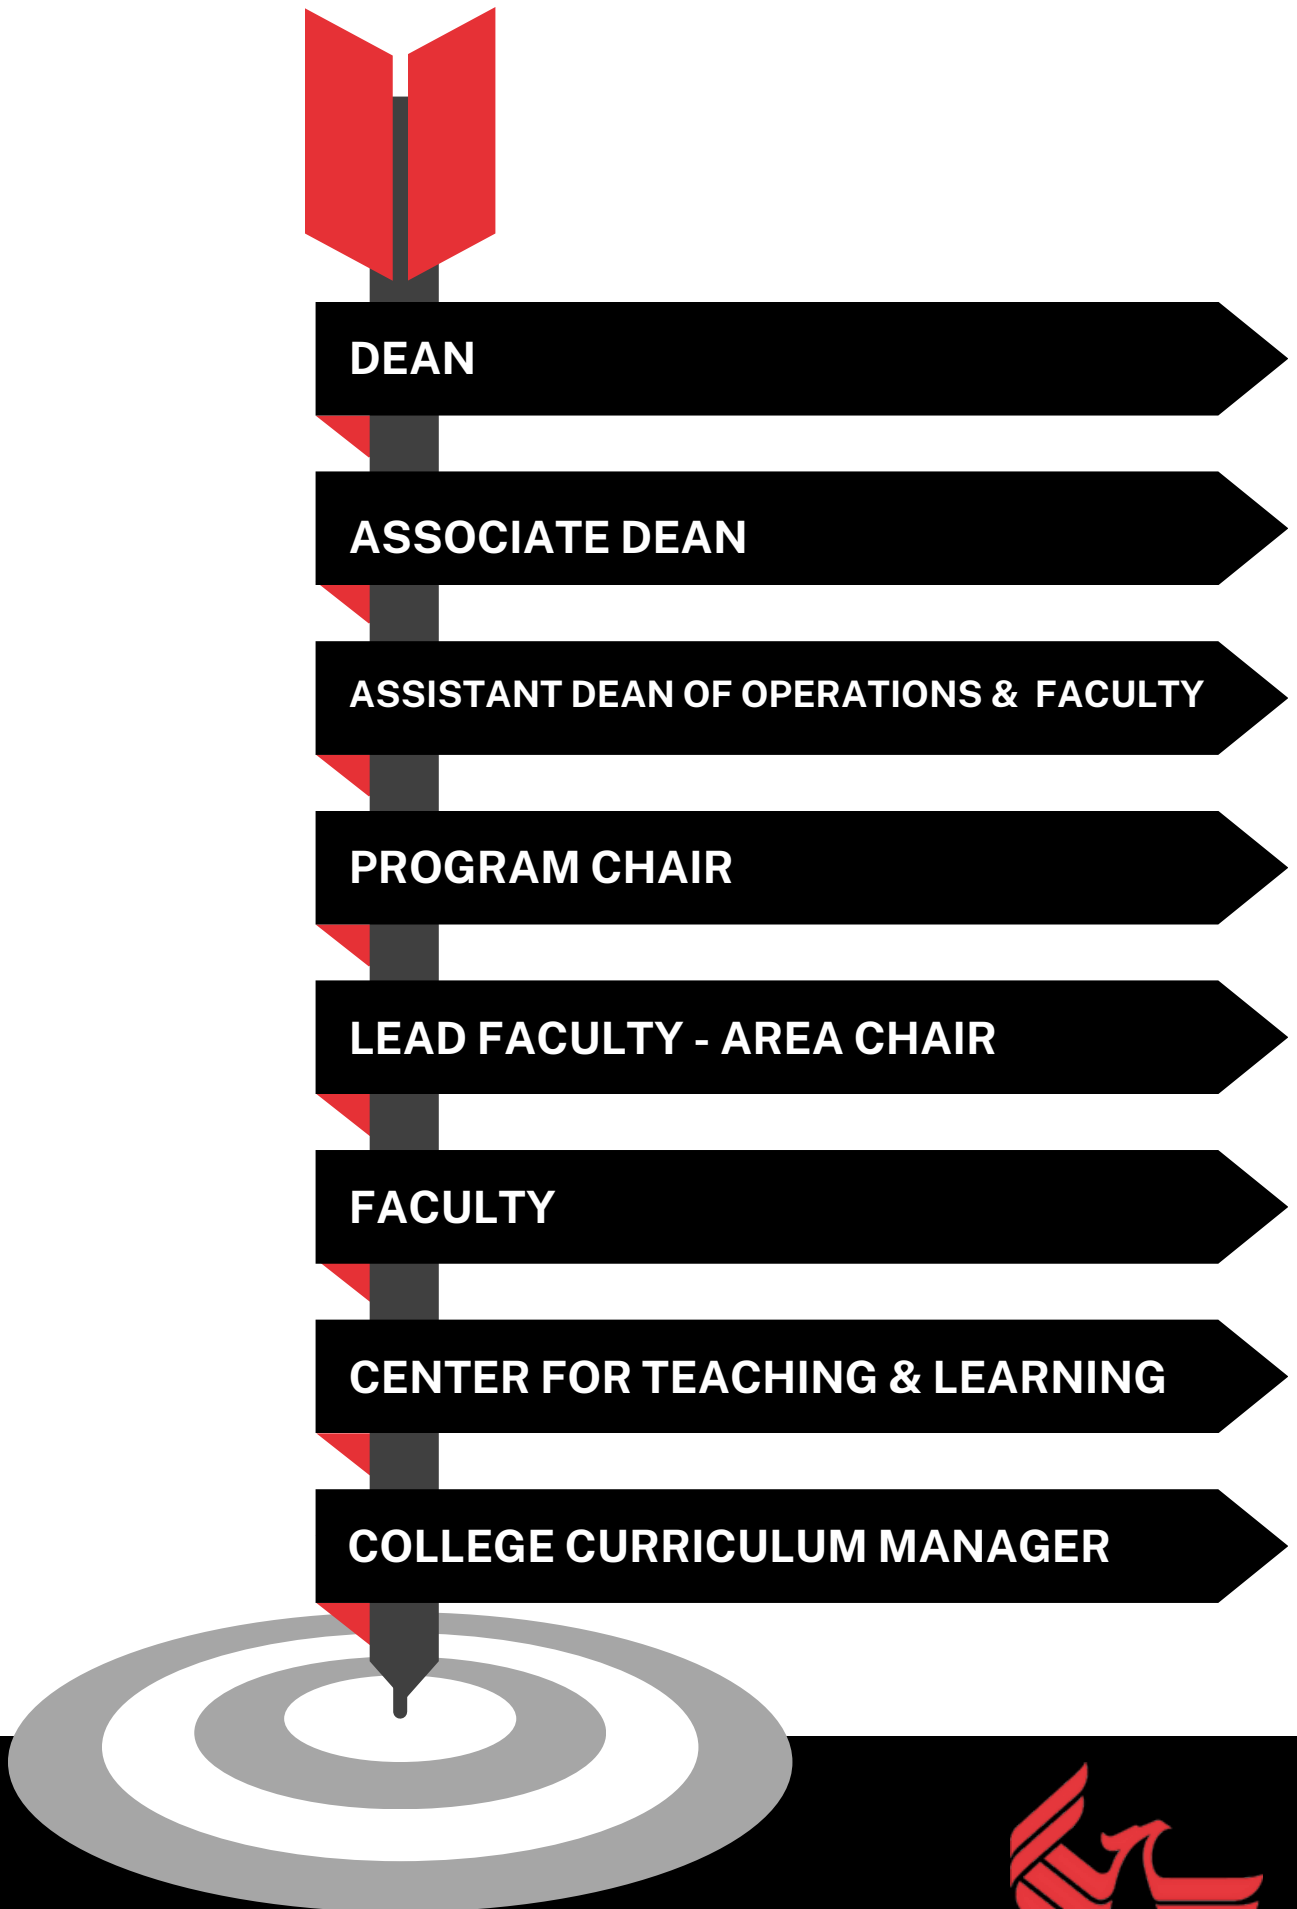 DEAN
ASSOCIATE DEAN
ASSISTANT DEAN OF OPERATIONS & FACULTY
PROGRAM CHAIR
LEAD FACULTY - AREA CHAIR
FACULTY
CENTER FOR TEACHING & LEARNING
COLLEGE CURRICULUM MANAGER